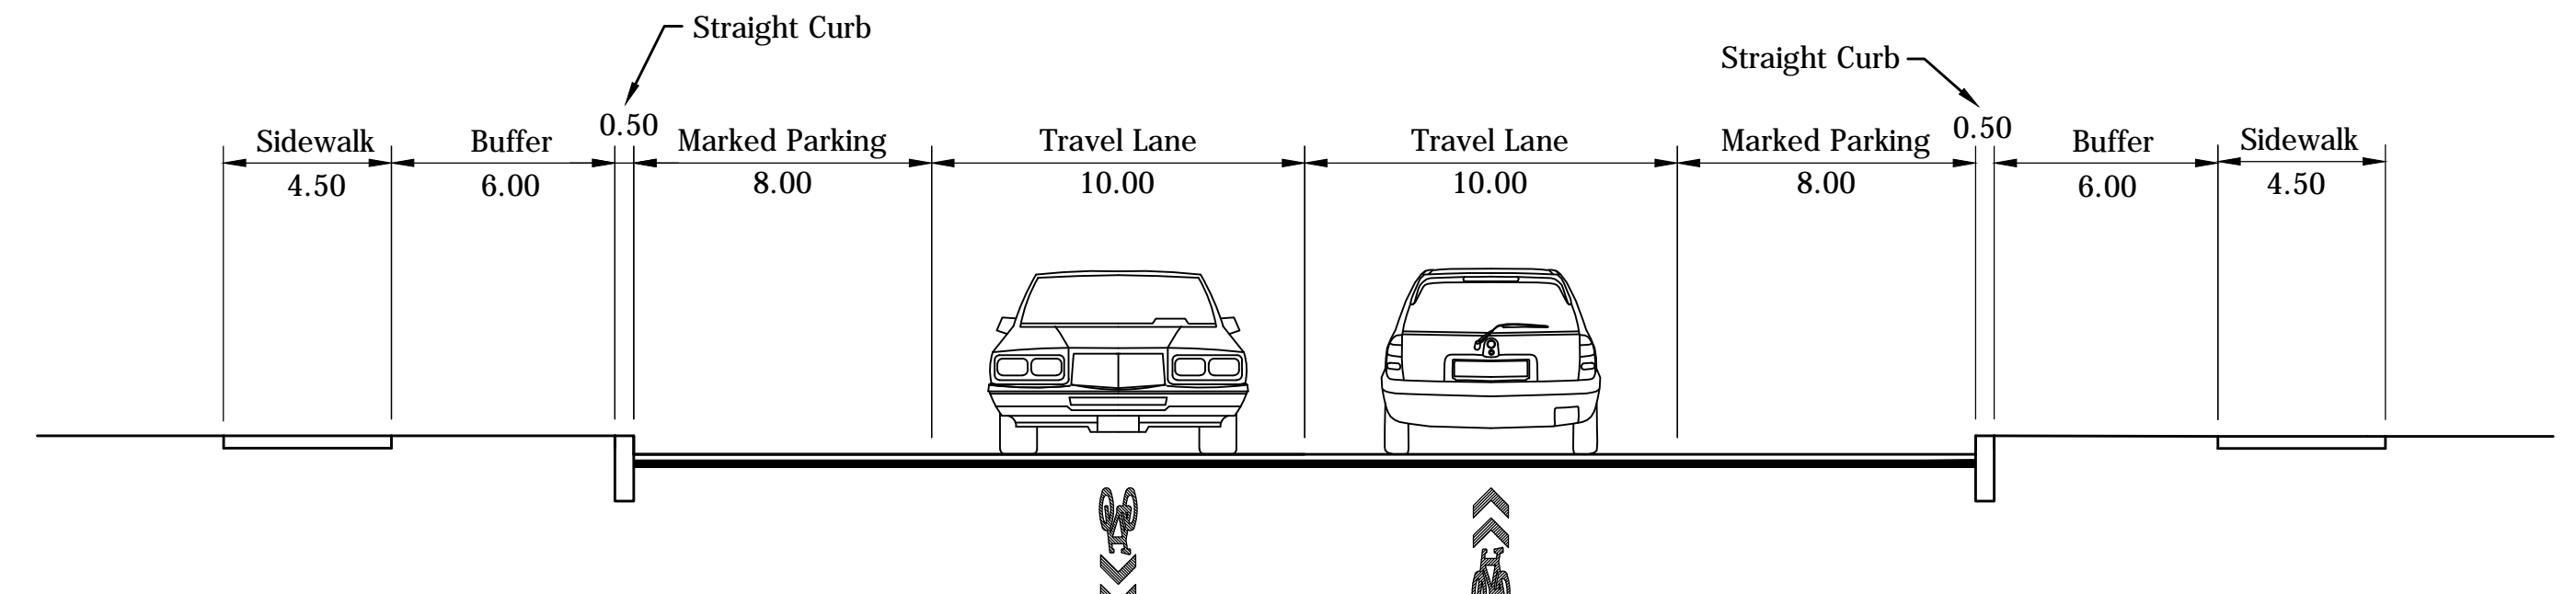 Straight Curb
Straight Curb
Sidewalk Buffer 0.50 Marked Parking Travel Lane Travel Lane Marked Parking 0.50 Buffer Sidewalk
4.50 6.00 8.00 10.00 10.00 8.00 6.00 4.50